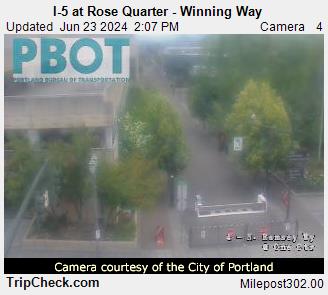 I-5 at Rose Quarter - Winning Way
Updated Jun 23 2024 2:07 PM Camera 4
PBOT
PORTLAND BUREAU OF TRANSPORTATION
Camera courtesy of the City of Portland
TripCheck.com Milepost302.00